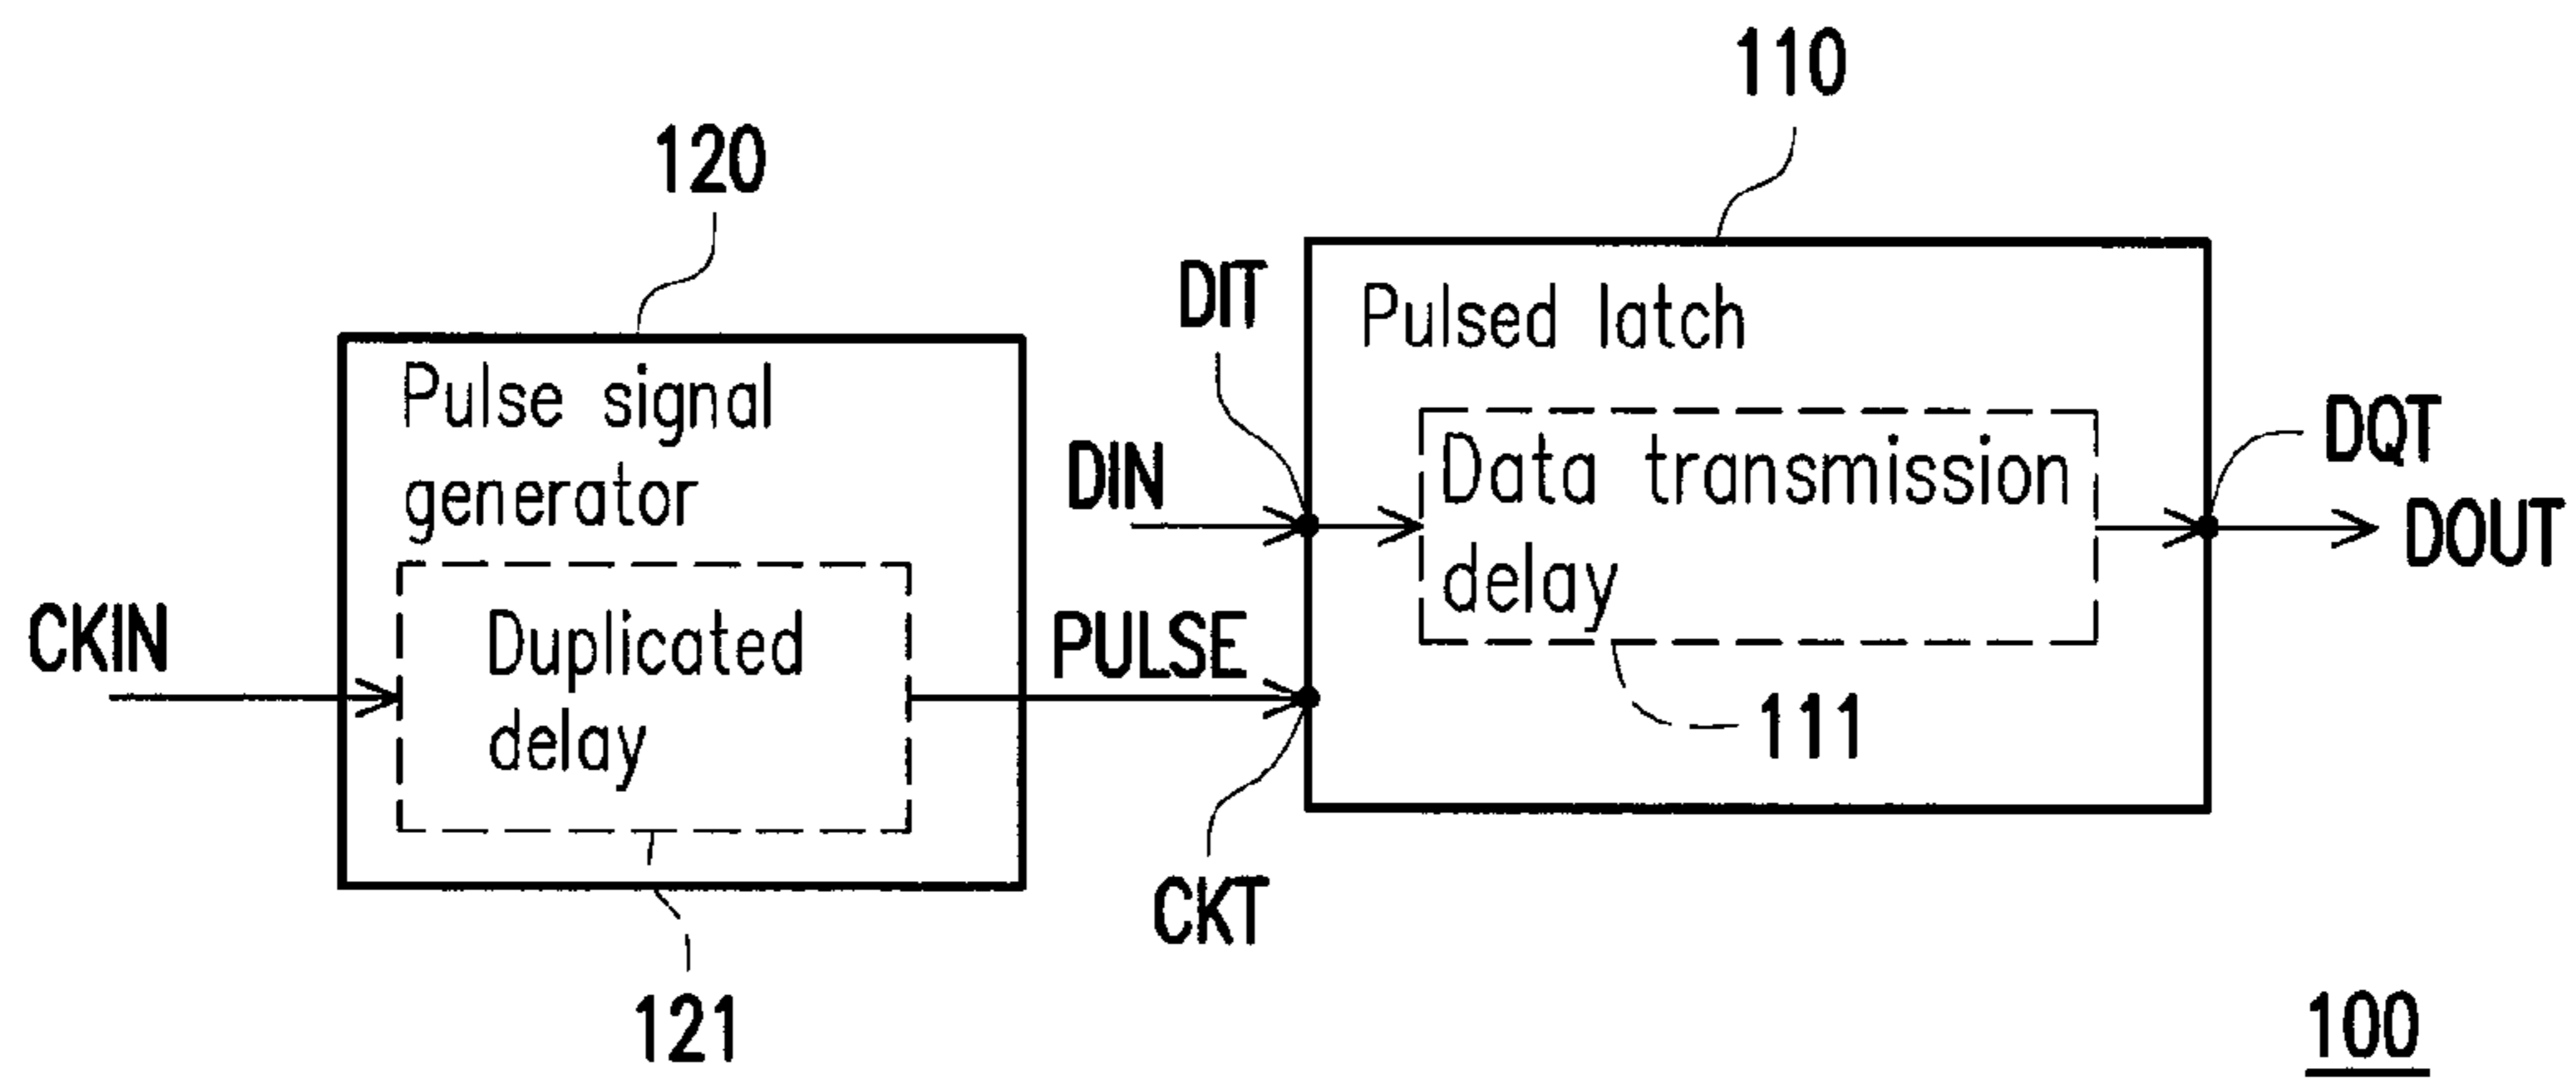 110
120
DIT
Pulsed latch
Pulse signal
generator
DIN
Data transmission
delay
DQT
DOUT
CKIN
Duplicated
delay
PULSE
111
CKT
121
100